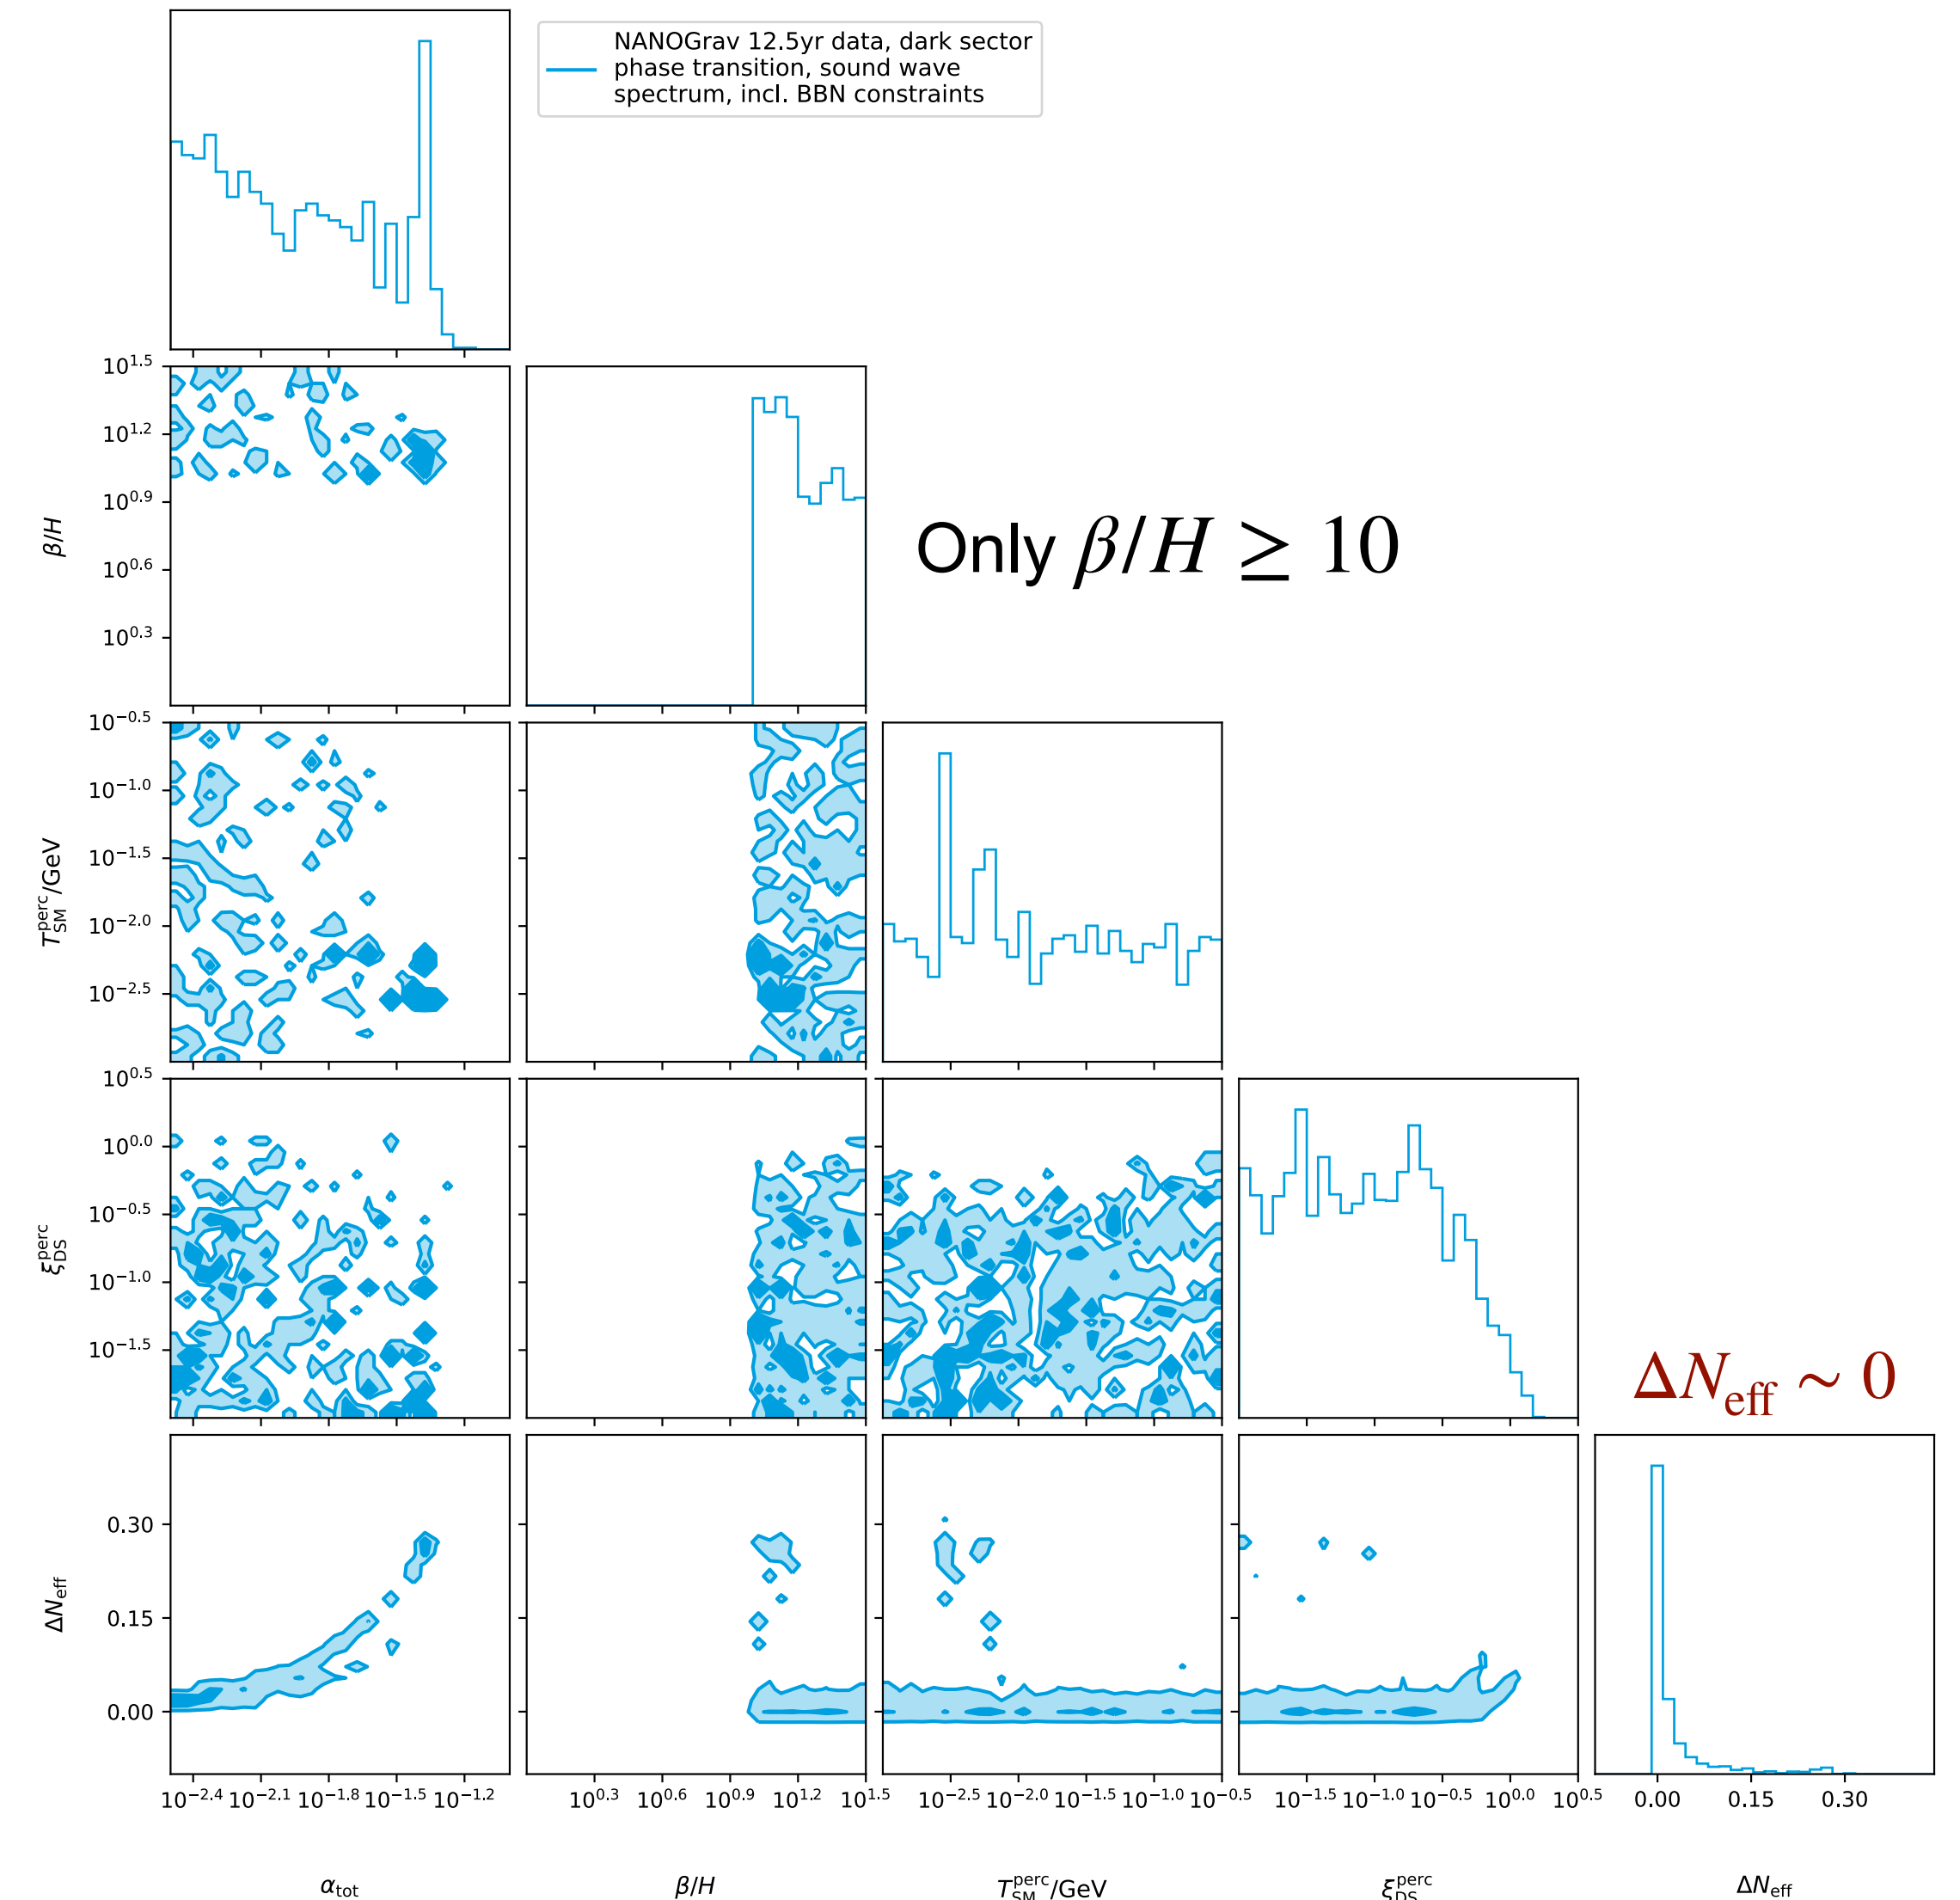 NANOGrav 12.5yr data, dark sector
phase transition, sound wave
spectrum, incl. BBN constraints
10^1.5
10^1.2
10^0.9
10^0.6
10^0.3
β/H
Only β/H ≥ 10
10^−0.5
10^−1.0
10^−1.5
10^−2.0
10^−2.5
T_SM^perc/GeV
10^0.5
10^0.0
10^−0.5
10^−1.0
10^−1.5
ξ_DS^perc
ΔN_eff ∼ 0
0.30
0.15
0.00
ΔN_eff
10^−2.4 10^−2.1 10^−1.8 10^−1.5 10^−1.2
10^0.3 10^0.6 10^0.9 10^1.2 10^1.5
10^−2.5 10^−2.0 10^−1.5 10^−1.0 10^−0.5
10^−1.5 10^−1.0 10^−0.5 10^0.0 10^0.5
0.00 0.15 0.30
α_tot
β/H
T_SM^perc/GeV
ξ_DS^perc
ΔN_eff